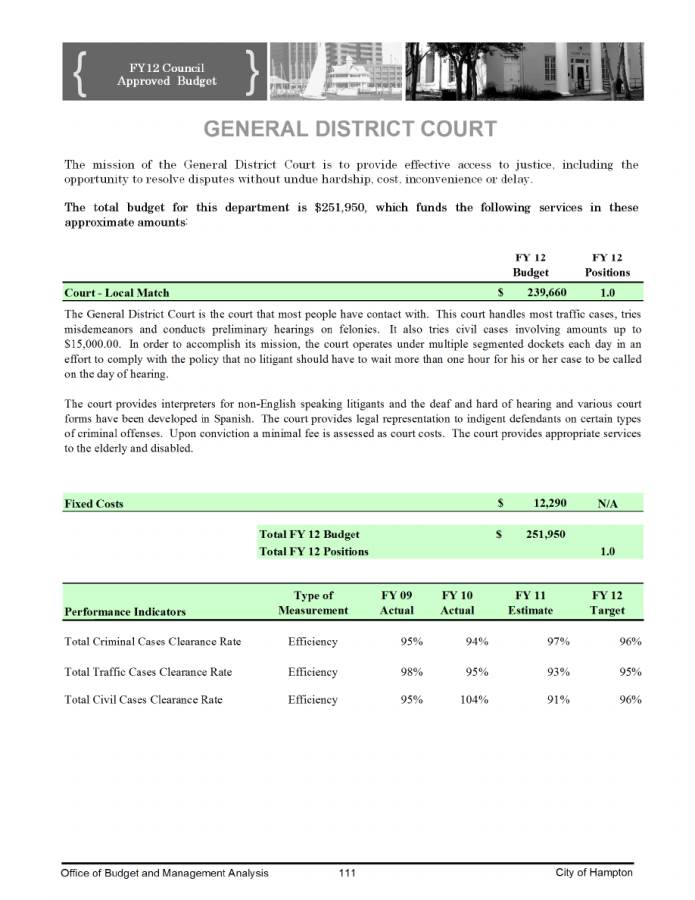 FY12 Council
Approved Budget
GENERAL DISTRICT COURT
The mission of the General District Court is to provide effective access to justice, including the
opportunity to resolve disputes without undue hardship, cost, inconvenience or delay.
The total budget for this department is $251,950, which funds the following services in these
approximate amounts:
FY 12 FY 12
Budget Positions
Court - Local Match $ 239,660 1.0
The General District Court is the court that most people have contact with. This court handles most traffic cases, tries
misdemeanors and conducts preliminary hearings on felonies. It also tries civil cases involving amounts up to
$15,000.00. In order to accomplish its mission, the court operates under multiple segmented dockets each day in an
effort to comply with the policy that no litigant should have to wait more than one hour for his or her case to be called
on the day of hearing.
The court provides interpreters for non-English speaking litigants and the deaf and hard of hearing and various court
forms have been developed in Spanish. The court provides legal representation to indigent defendants on certain types
of criminal offenses. Upon conviction a minimal fee is assessed as court costs. The court provides appropriate services
to the elderly and disabled.
Fixed Costs $ 12,290 N/A
Total FY 12 Budget $ 251,950
Total FY 12 Positions 1.0
Type of FY 09 FY 10 FY 11 FY 12
Performance Indicators Measurement Actual Actual Estimate Target
Total Criminal Cases Clearance Rate Efficiency 95% 94% 97% 96%
Total Traffic Cases Clearance Rate Efficiency 98% 95% 93% 95%
Total Civil Cases Clearance Rate Efficiency 95% 104% 91% 96%
Office of Budget and Management Analysis 111 City of Hampton